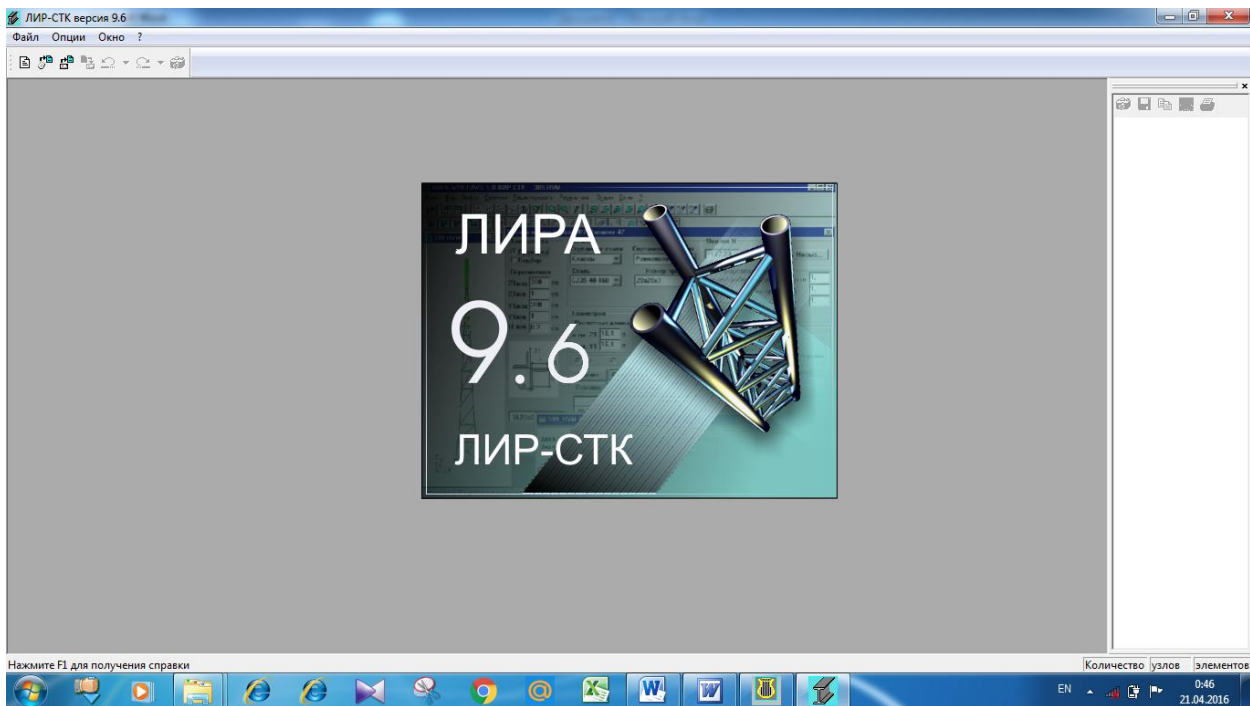 ЛИР-СТК версия 9.6
Файл Опции Окно ?
ЛИРА
9.6
ЛИР-СТК
Нажмите F1 для получения справки
Количество узлов элементов
EN
0:46
21.04.2016